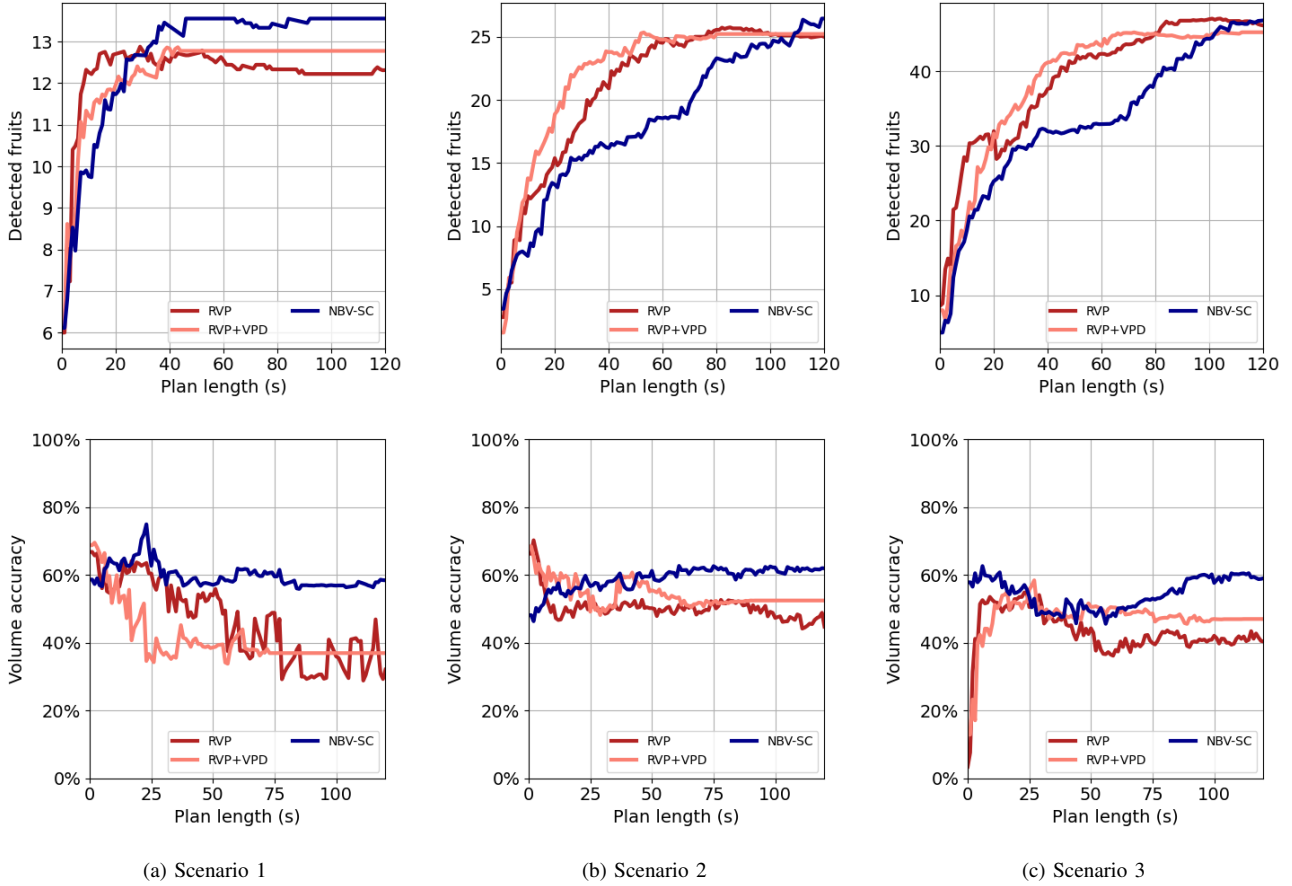 Detected fruits
13
12
11
10
9
8
7
6
0 20 40 60 80 100 120
Plan length (s)
RVP
RVP+VPD
NBV-SC
Detected fruits
25
20
15
10
5
0 20 40 60 80 100 120
Plan length (s)
RVP
RVP+VPD
NBV-SC
Detected fruits
40
30
20
10
0 20 40 60 80 100 120
Plan length (s)
RVP
RVP+VPD
NBV-SC
Volume accuracy
100%
80%
60%
40%
20%
0%
0 25 50 75 100
Plan length (s)
RVP
RVP+VPD
NBV-SC
(a) Scenario 1
Volume accuracy
100%
80%
60%
40%
20%
0%
0 25 50 75 100
Plan length (s)
RVP
RVP+VPD
NBV-SC
(b) Scenario 2
Volume accuracy
100%
80%
60%
40%
20%
0%
0 25 50 75 100
Plan length (s)
RVP
RVP+VPD
NBV-SC
(c) Scenario 3